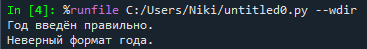 In [4]: %runfile C:/Users/Niki/untitled0.py --wdir
Год введён правильно.
Неверный формат года.